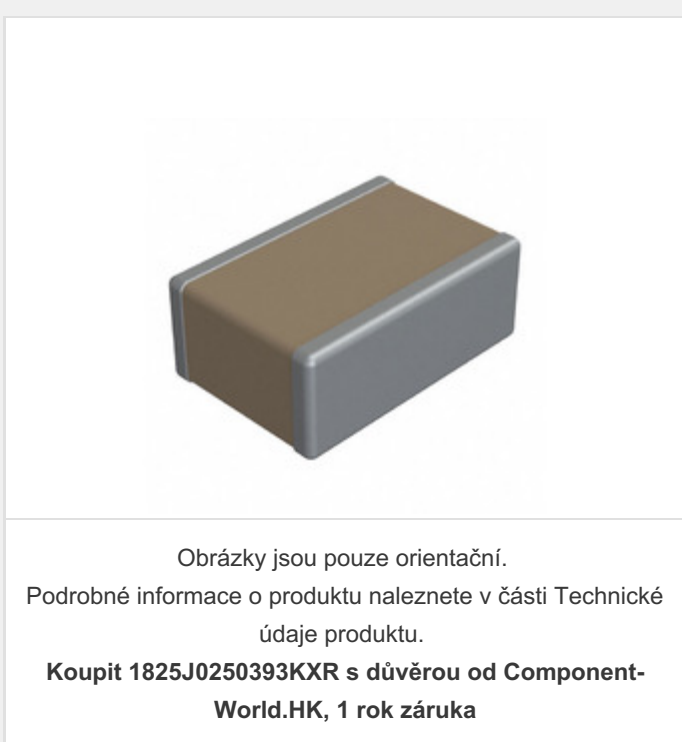 Obrázky jsou pouze orientační.
Podrobné informace o produktu naleznete v části Technické
údaje produktu.
Koupit 1825J0250393KXR s důvěrou od Component-
World.HK, 1 rok záruka